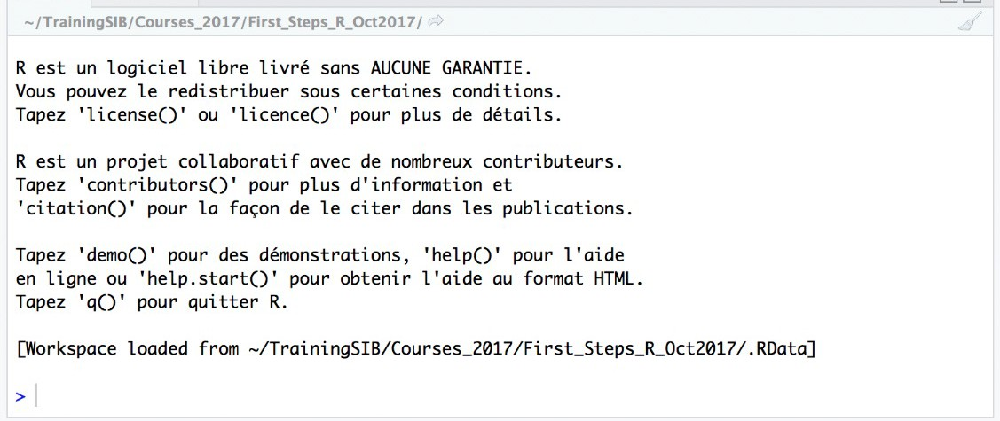 ~/TrainingSIB/Courses_2017/First_Steps_R_Oct2017/
R est un logiciel libre livré sans AUCUNE GARANTIE.
Vous pouvez le redistribuer sous certaines conditions.
Tapez 'license()' ou 'licence()' pour plus de détails.
R est un projet collaboratif avec de nombreux contributeurs.
Tapez 'contributors()' pour plus d'information et
'citation()' pour la façon de le citer dans les publications.
Tapez 'demo()' pour des démonstrations, 'help()' pour l'aide
en ligne ou 'help.start()' pour obtenir l'aide au format HTML.
Tapez 'q()' pour quitter R.
[Workspace loaded from ~/TrainingSIB/Courses_2017/First_Steps_R_Oct2017/.RData]
>